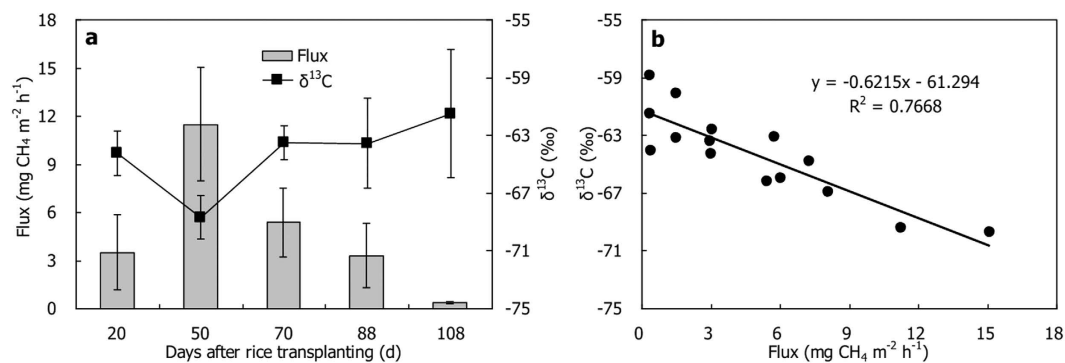 a
Flux
δ13C
18
15
12
9
6
3
0
Flux (mg CH4 m-2 h-1)
-55
-59
-63
-67
-71
-75
δ13C (‰)
20 50 70 88 108
Days after rice transplanting (d)
b
y = -0.6215x - 61.294
R2 = 0.7668
-55
-59
-63
-67
-71
-75
δ13C (‰)
0 3 6 9 12 15 18
Flux (mg CH4 m-2 h-1)